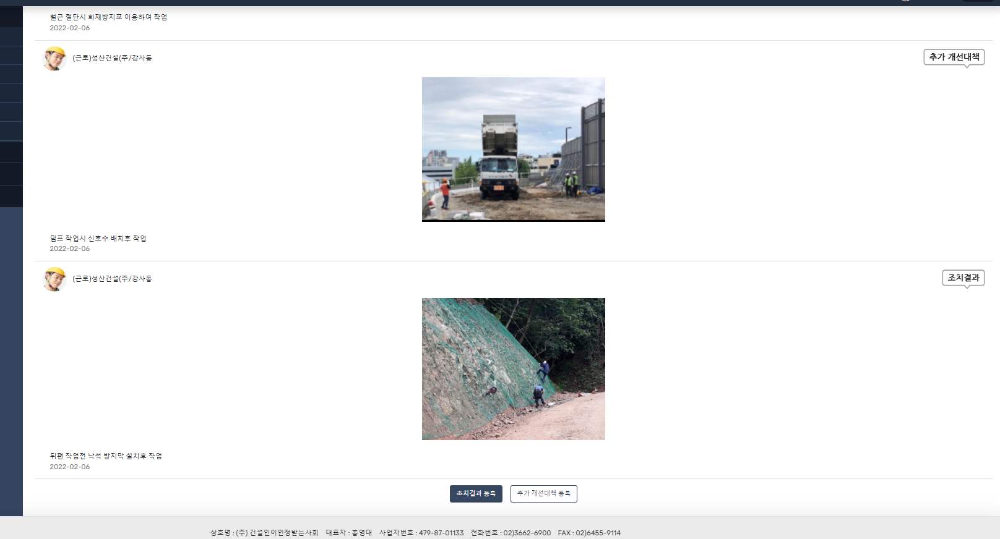 철근 절단시 화재방지포 이용하여 작업
2022-02-06
(근로)성산건설(주/강사동
추가 개선대책
덤프 작업시 신호수 배치후 작업
2022-02-06
(근로)성산건설(주/강사동
조치결과
뒤편 작업전 낙석 방지막 설치후 작업
2022-02-06
조치결과 등록 추가 개선대책 등록
상호명 : (주) 건설인이인정받는사회 대표자 : 홍영대 사업자번호 : 479-87-01133 전화번호 : 02)3662-6900 FAX : 02)6455-9114